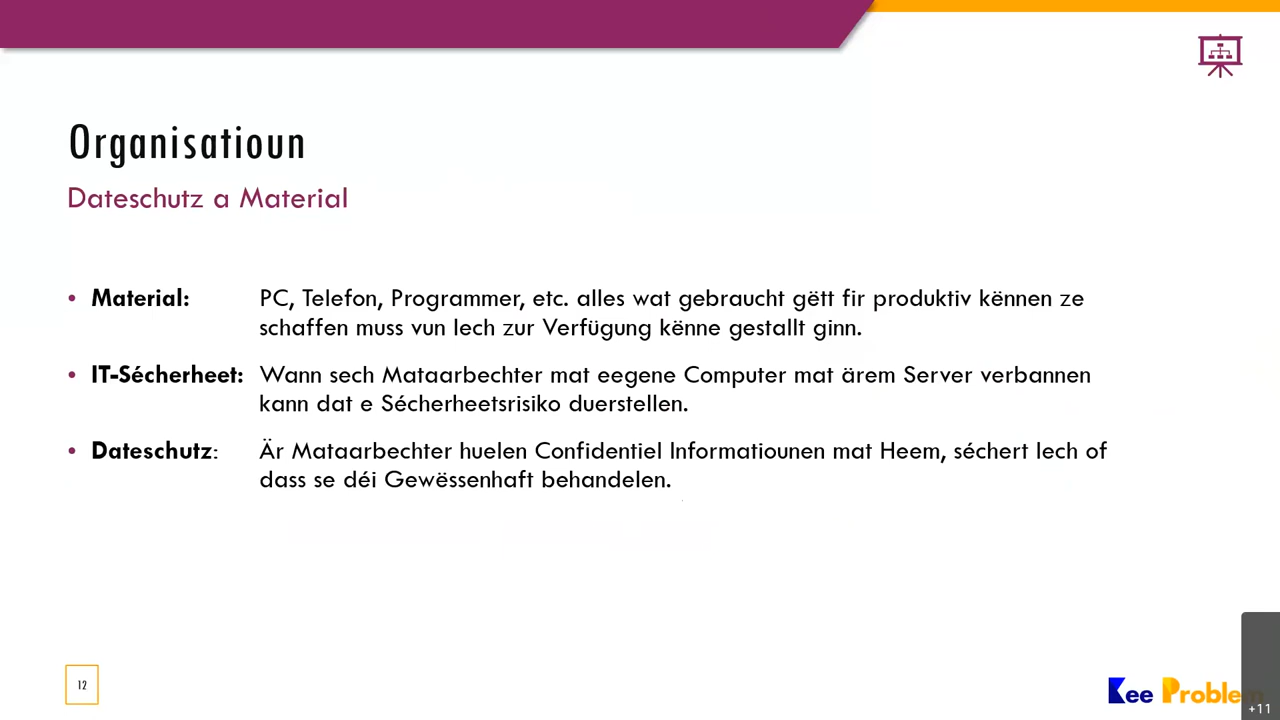 Organisatioun
Dateschutz a Material
• Material: PC, Telefon, Programmer, etc. alles wat gebraucht gëtt fir produktiv kënnen ze
schaffen muss vun Iech zur Verfügung kënne gestallt ginn.
• IT-Sécherheet: Wann sech Mataarbechter mat eegene Computer mat ärem Server verbannen
kann dat e Sécherheetsrisiko duerstellen.
• Dateschutz: Är Mataarbechter huelen Confidentiel Informatiounen mat Heem, séchert Iech of
dass se déi Gewëssenhaft behandelen.
12
Kee Problem
+11